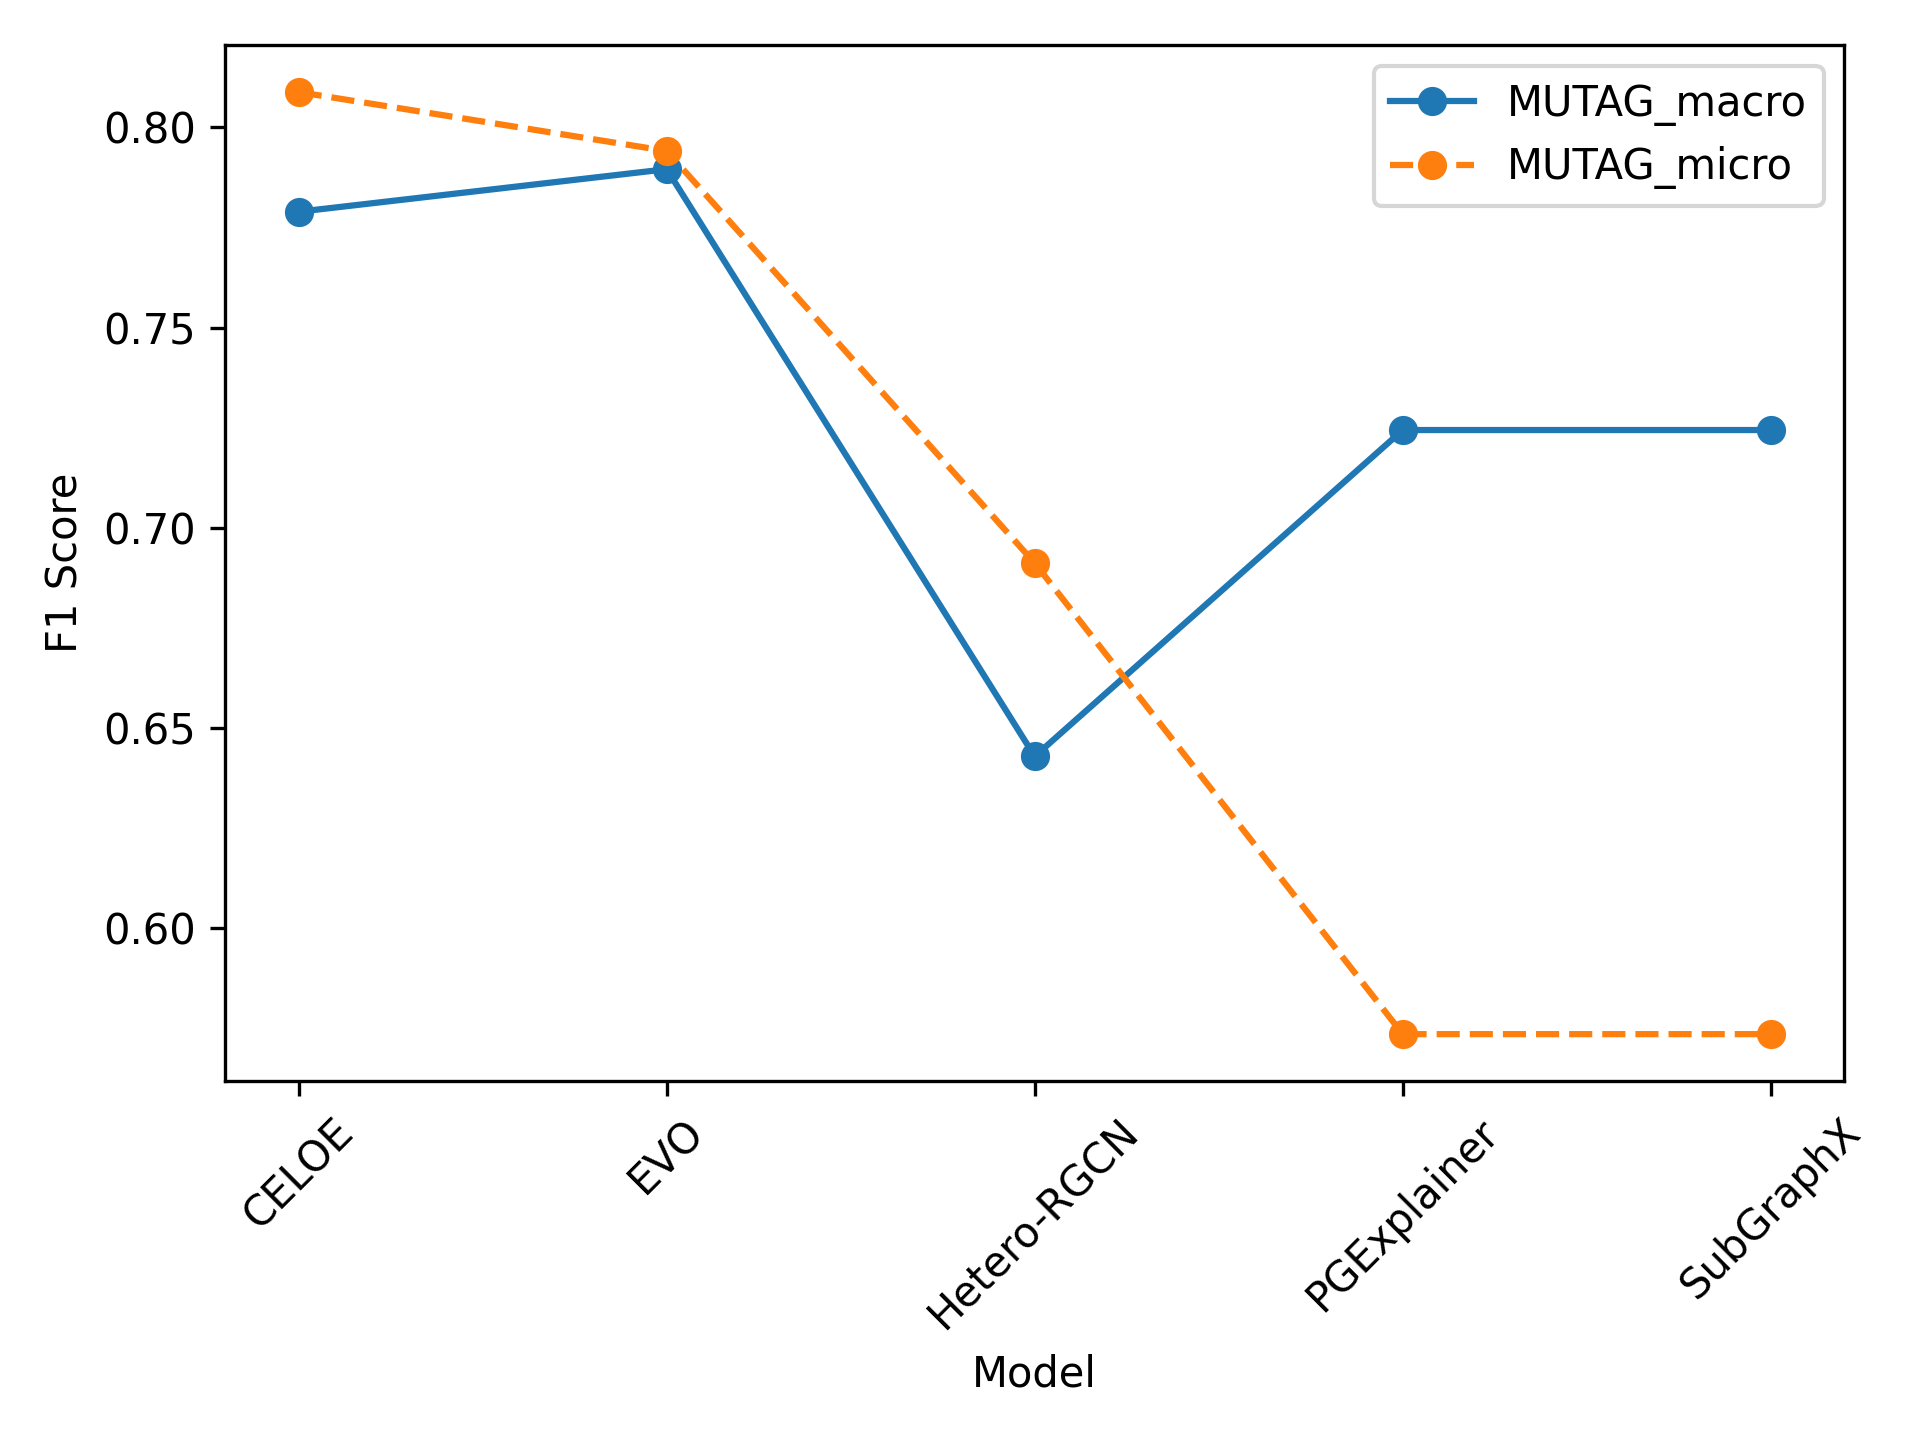 MUTAG_macro
MUTAG_micro
0.80
0.75
0.70
0.65
0.60
F1 Score
CELOE
EVO
Hetero-RGCN
PGExplainer
SubGraphX
Model